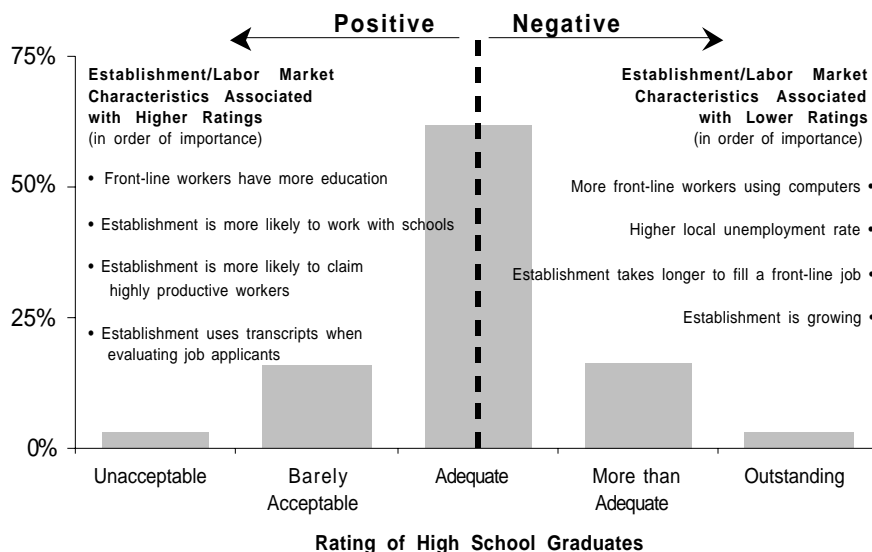 Positive
Negative
75%
50%
25%
0%
Establishment/Labor Market
Characteristics Associated
with Higher Ratings
(in order of importance)
• Front-line workers have more education
• Establishment is more likely to work with schools
• Establishment is more likely to claim
highly productive workers
• Establishment uses transcripts when
evaluating job applicants
Establishment/Labor Market
Characteristics Associated
with Lower Ratings
(in order of importance)
More front-line workers using computers •
Higher local unemployment rate •
Establishment takes longer to fill a front-line job •
Establishment is growing •
Unacceptable
Barely
Acceptable
Adequate
More than
Adequate
Outstanding
Rating of High School Graduates